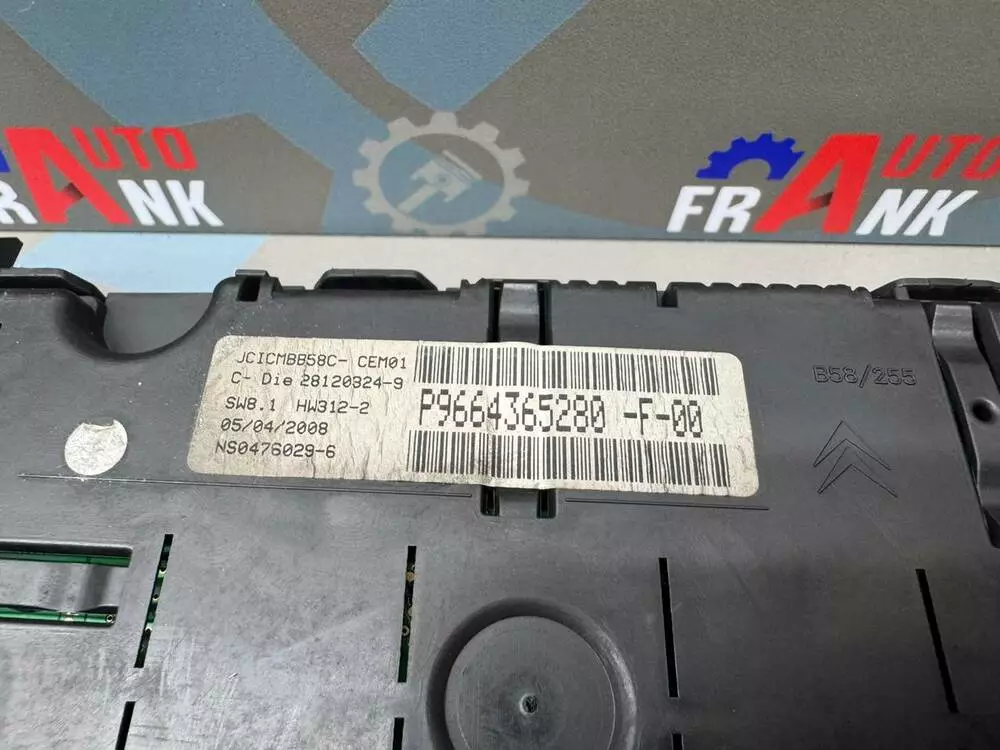 AUTO
FRANK
AUTO
FRANK
JCICMBB58C- CEM01
C- Die 28120324-9
SW8.1 HW312-2
05/04/2008
NS0476029-6
P9664365280 -F-00
B58/255